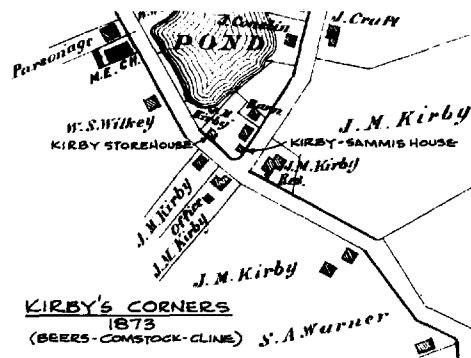 J. Conklin
J. Craft
POND
Parsonage
M.E. CH.
Kirby
Barn
W. S. Wilkey
J. M. Kirby
KIRBY STOREHOUSE
KIRBY-SAMMIS HOUSE
J. M. Kirby
Res.
J. M. Kirby
Office
J. M. Kirby
J. M. Kirby
KIRBY'S CORNERS
1873
(BEERS-COMSTOCK-CLINE)
S. A. Warner